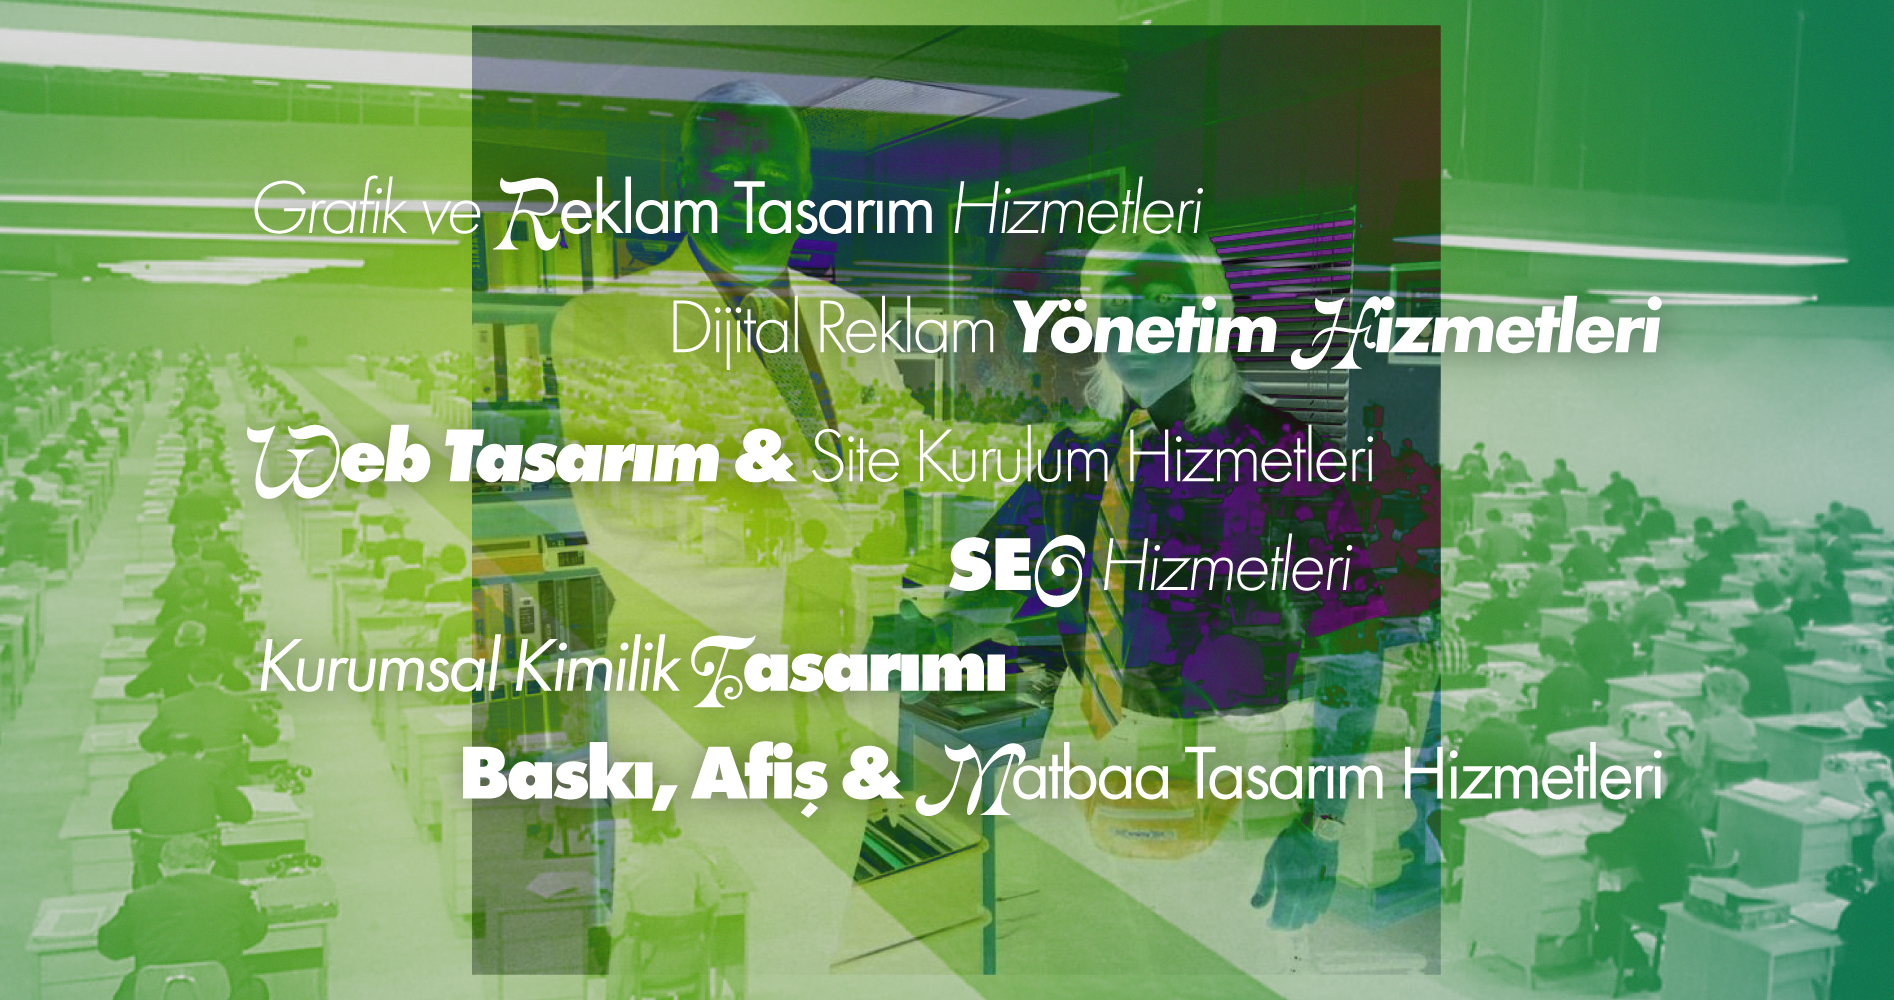 Grafik ve Reklam Tasarım Hizmetleri
Dijital Reklam Yönetim Hizmetleri
Web Tasarım & Site Kurulum Hizmetleri
SEO Hizmetleri
Kurumsal Kimilik Tasarımı
Baskı, Afiş & Matbaa Tasarım Hizmetleri